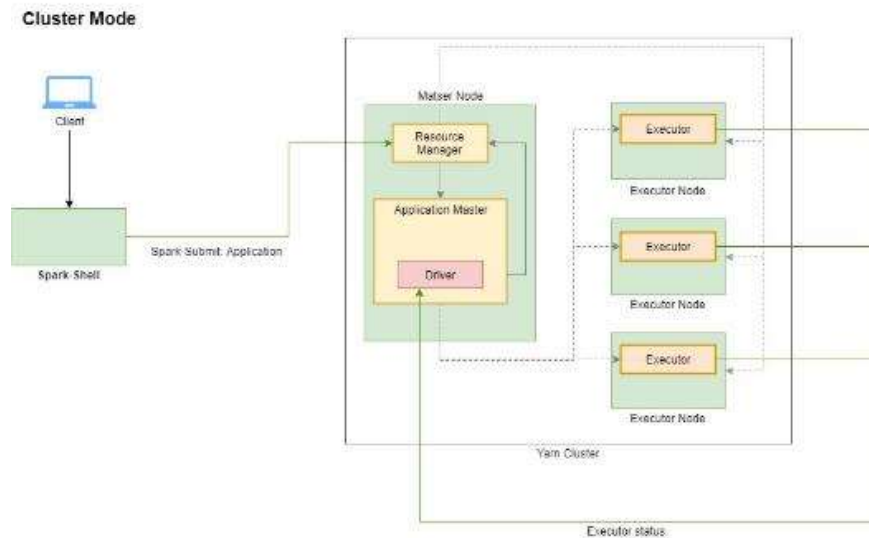 Cluster Mode
Client
Spark-Shell
Spark-Submit: Application
Matser Node
Resource
Manager
Application Master
Driver
Executor
Executor Node
Executor
Executor Node
Executor
Executor Node
Yarn Cluster
Executor status